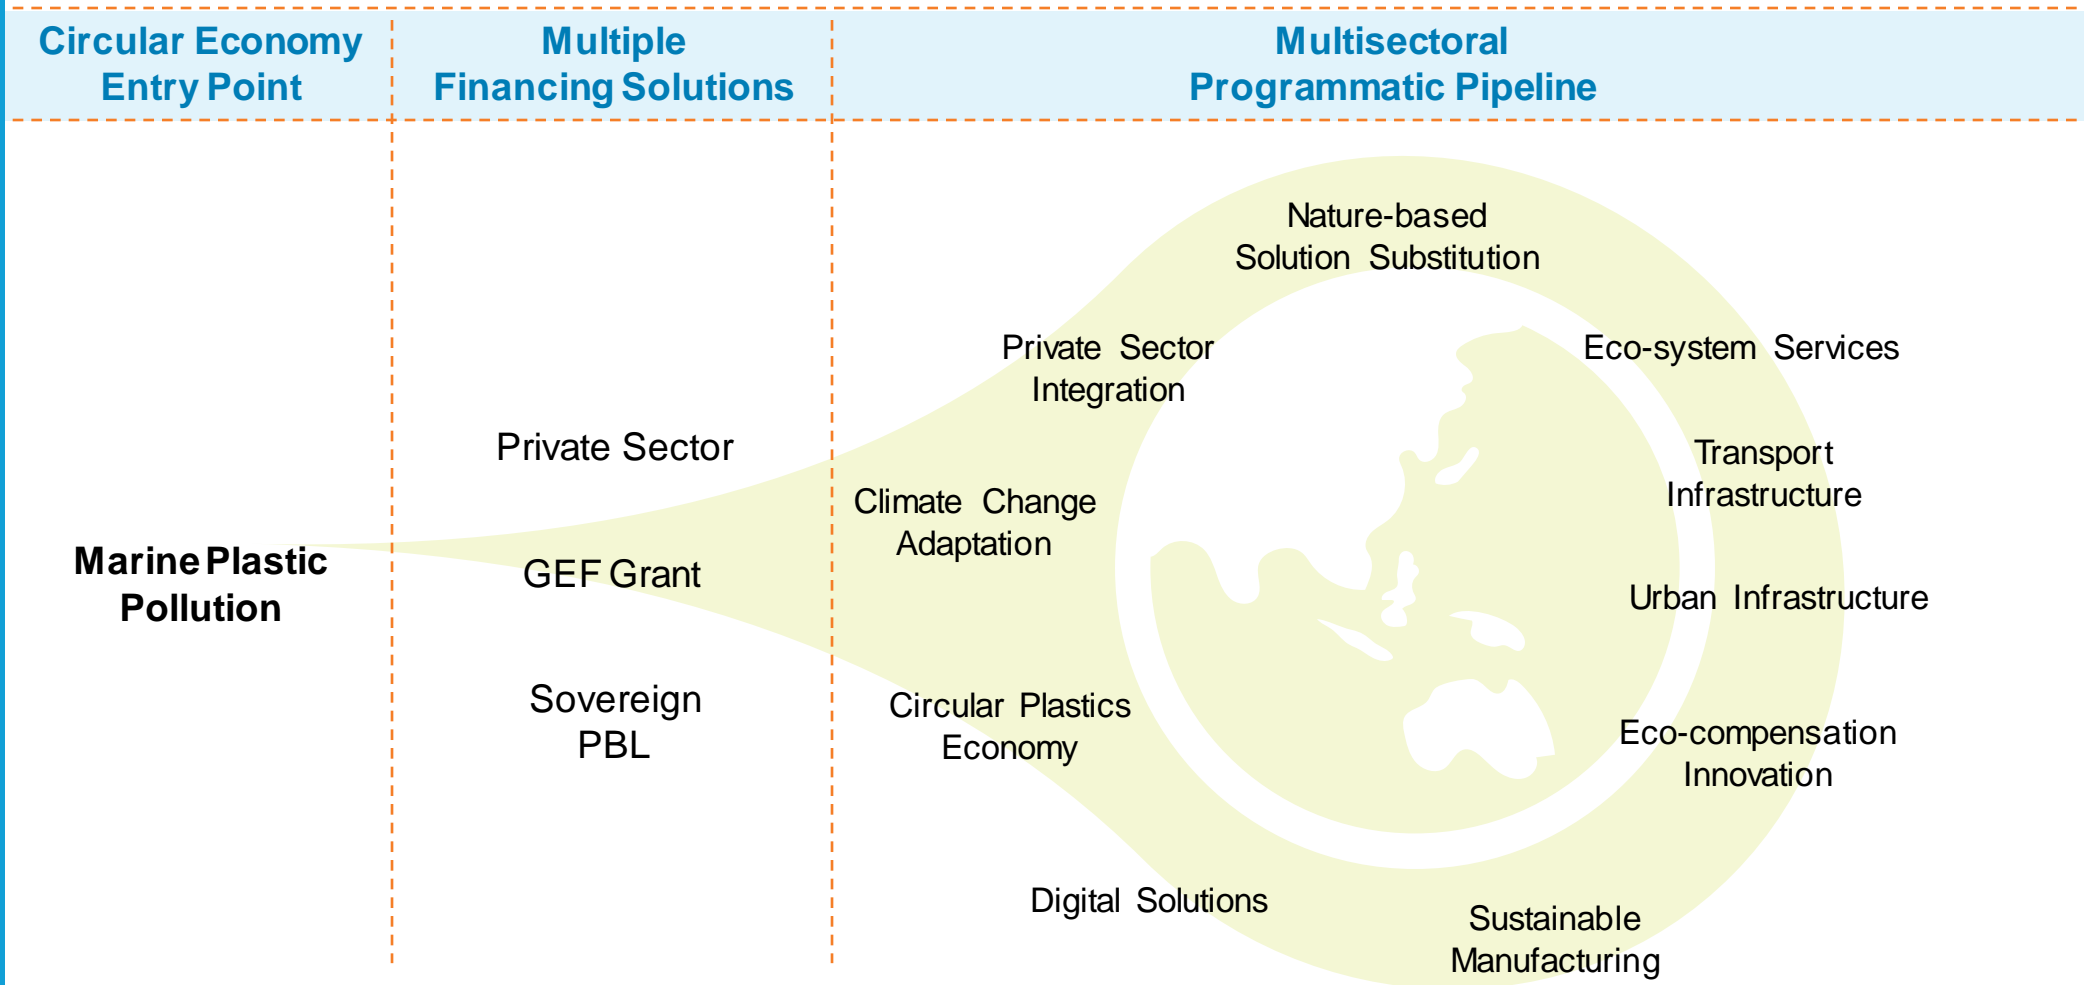 Circular Economy
Entry Point
Multiple
Financing Solutions
Multisectoral
Programmatic Pipeline
Marine Plastic
Pollution
Private Sector
GEF Grant
Sovereign
PBL
Nature-based
Solution Substitution
Private Sector
Integration
Eco-system Services
Transport
Infrastructure
Climate Change
Adaptation
Urban Infrastructure
Circular Plastics
Economy
Eco-compensation
Innovation
Digital Solutions
Sustainable
Manufacturing